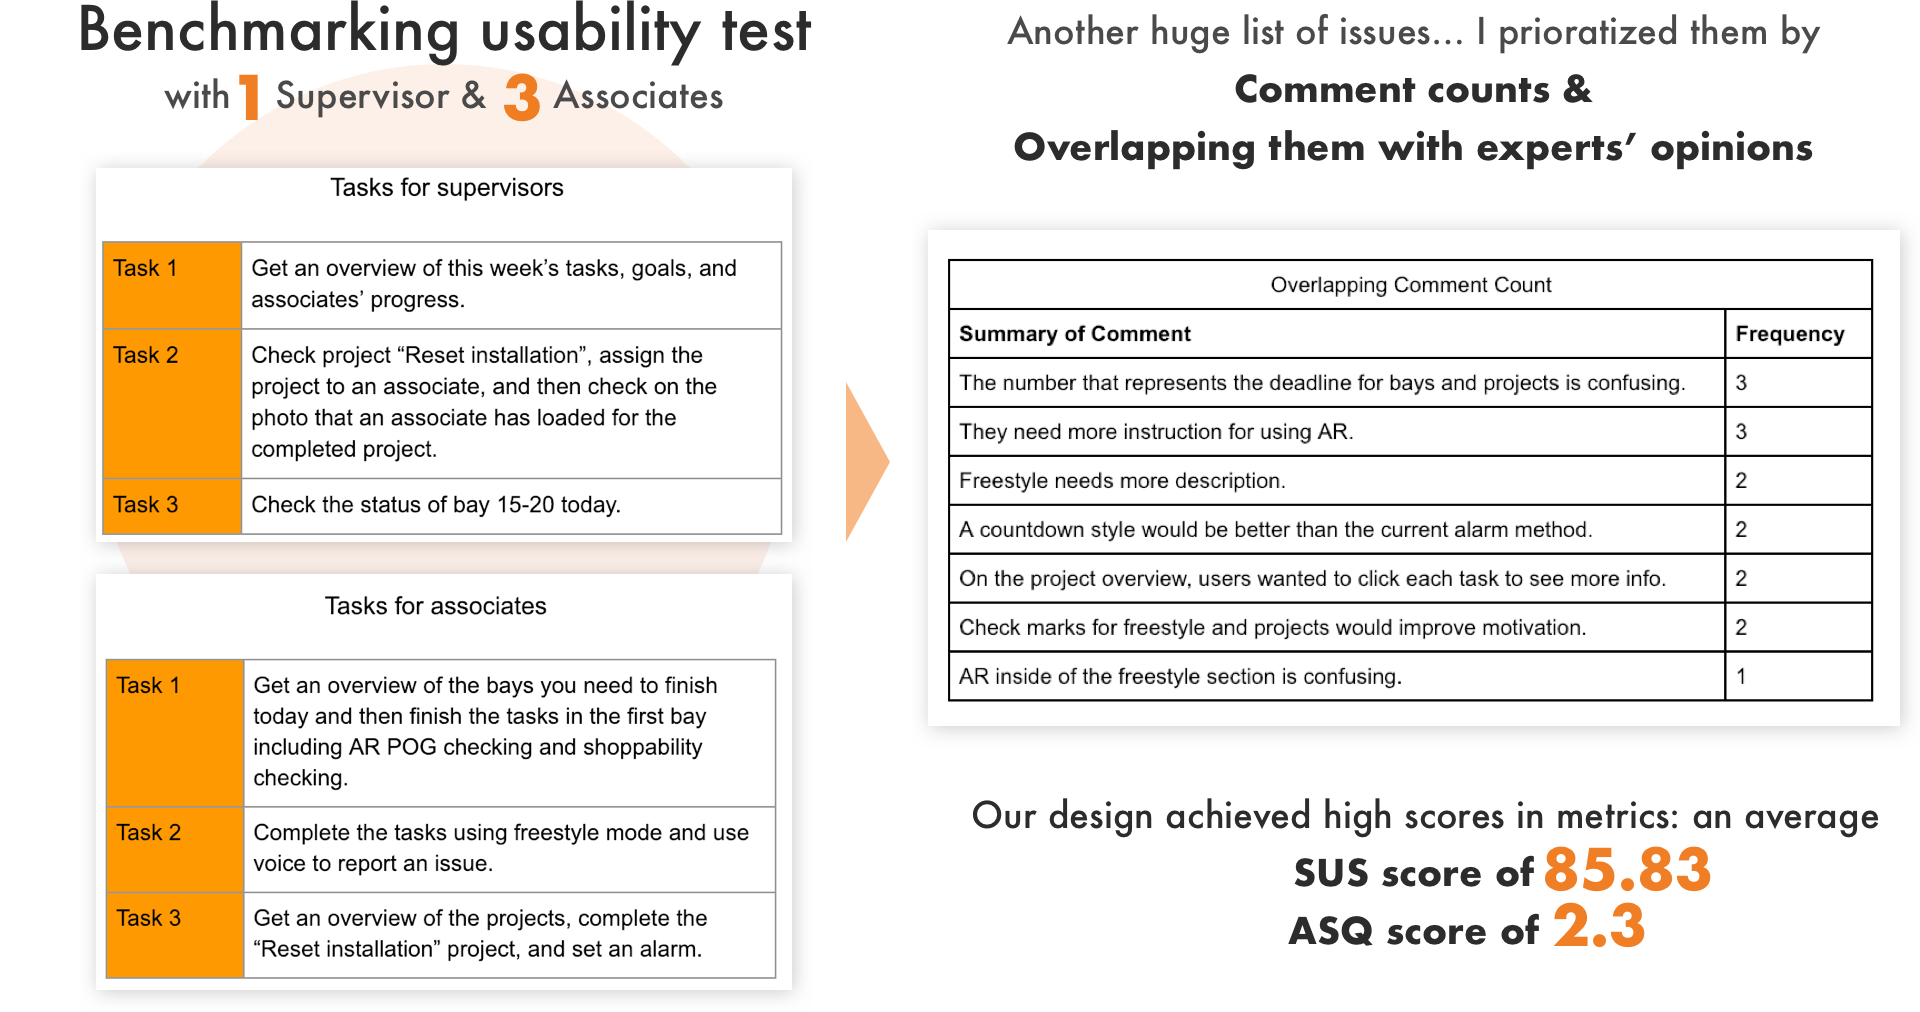 Benchmarking usability test
with 1 Supervisor & 3 Associates
Tasks for supervisors
Task 1
Get an overview of this week’s tasks, goals, and
associates’ progress.
Task 2
Check project “Reset installation”, assign the
project to an associate, and then check on the
photo that an associate has loaded for the
completed project.
Task 3
Check the status of bay 15-20 today.
Tasks for associates
Task 1
Get an overview of the bays you need to finish
today and then finish the tasks in the first bay
including AR POG checking and shoppability
checking.
Task 2
Complete the tasks using freestyle mode and use
voice to report an issue.
Task 3
Get an overview of the projects, complete the
“Reset installation” project, and set an alarm.
Another huge list of issues... I prioratized them by
Comment counts &
Overlapping them with experts’ opinions
Overlapping Comment Count
Summary of Comment Frequency
The number that represents the deadline for bays and projects is confusing. 3
They need more instruction for using AR. 3
Freestyle needs more description. 2
A countdown style would be better than the current alarm method. 2
On the project overview, users wanted to click each task to see more info. 2
Check marks for freestyle and projects would improve motivation. 2
AR inside of the freestyle section is confusing. 1
Our design achieved high scores in metrics: an average
SUS score of 85.83
ASQ score of 2.3